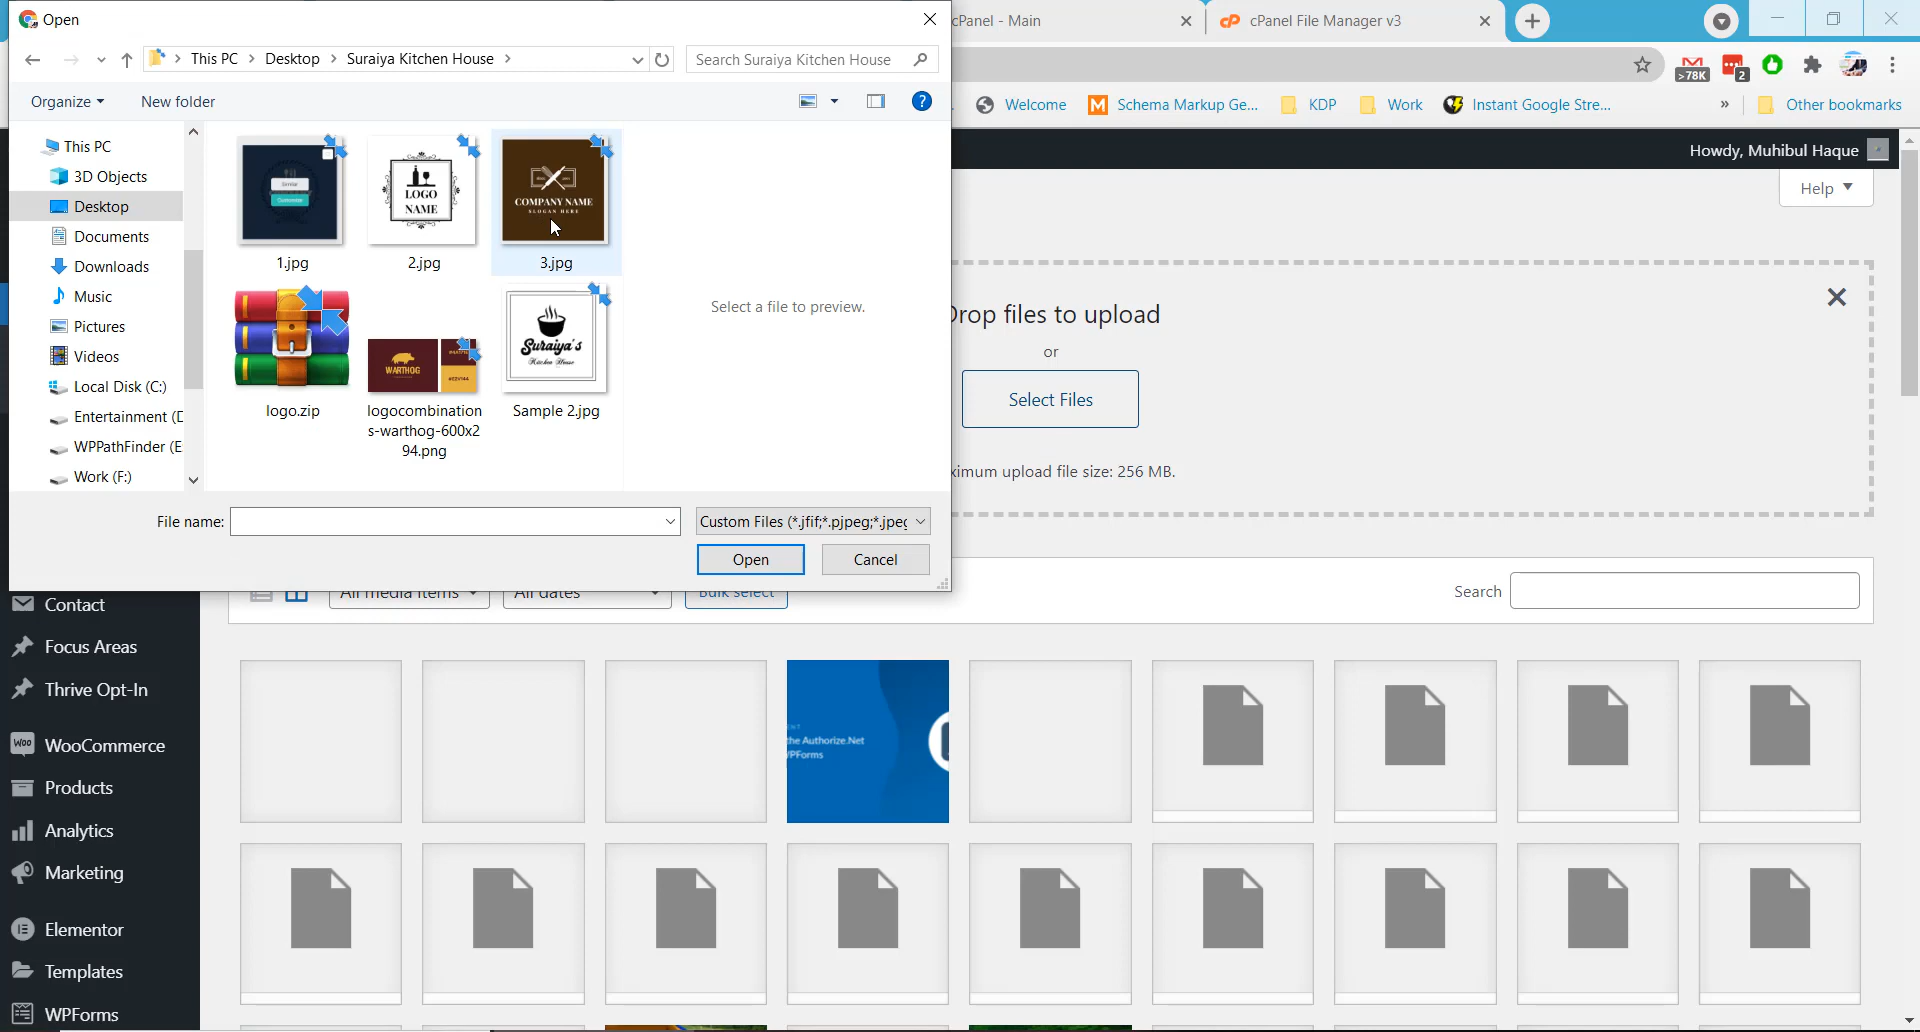 Open
cPanel - Main
cPanel File Manager v3
This PC
Desktop
Suraiya Kitchen House
Search Suraiya Kitchen House
>78K
2
Organize
New folder
Welcome
Schema Markup Ge...
KDP
Work
Instant Google Stre...
»
Other bookmarks
Howdy, Muhibul Haque
Help
This PC
3D Objects
Desktop
Documents
Downloads
Music
Pictures
Videos
Local Disk (C:)
Entertainment (D
WPPathFinder (E
Work (F:)
LOGO
NAME
COMPANY NAME
SLOGAN HERE
1.jpg
2.jpg
3.jpg
WARTHOG
Suraiya's
Kitchen House
logo.zip
logocombination
s-warthog-600x2
94.png
Sample 2.jpg
Select a file to preview.
Drop files to upload
or
Select Files
ximum upload file size: 256 MB.
File name:
Custom Files (*.jfif;*.pjpeg;*.jpeg
Open
Cancel
All media items
All dates
Bulk select
Search
Contact
Focus Areas
Thrive Opt-In
WooCommerce
Products
Analytics
Marketing
Elementor
Templates
WPForms
the Authorize.Net
WPForms